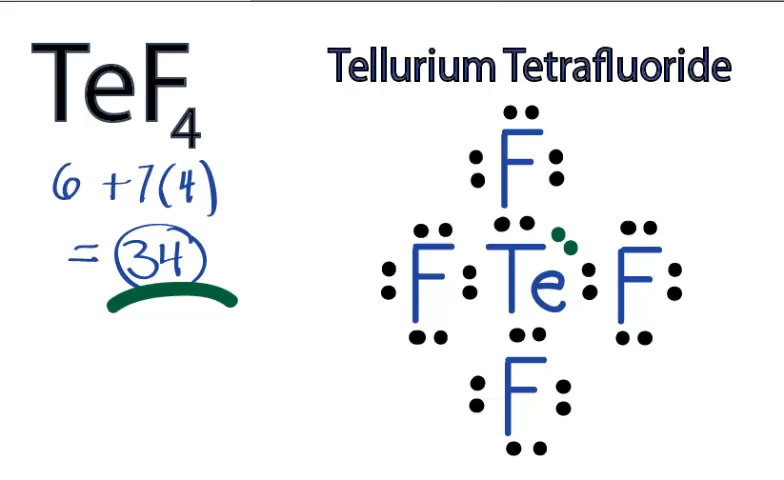 TeF₄
Tellurium Tetrafluoride
6 + 7(4)
= 34
F
F Te F
F